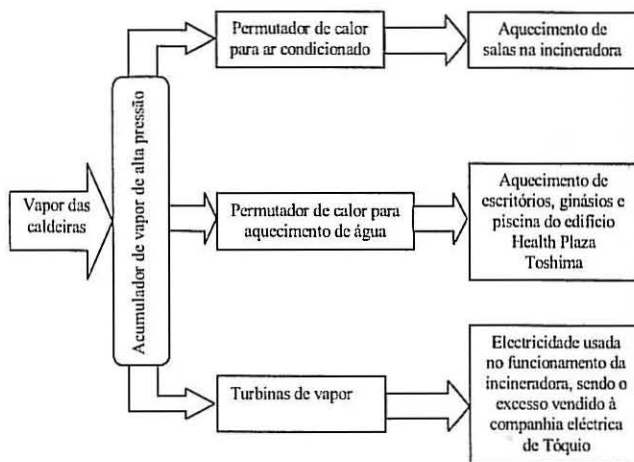 Permutador de calor
para ar condicionado
Aquecimento de
salas na incineradora
Vapor das
caldeiras
Acumulador de vapor de alta pressão
Permutador de calor para
aquecimento de água
Aquecimento de
escritórios, ginásios e
piscina do edifício
Health Plaza
Toshima
Turbinas de vapor
Electricidade usada
no funcionamento da
incineradora, sendo o
excesso vendido à
companhia eléctrica
de Tóquio